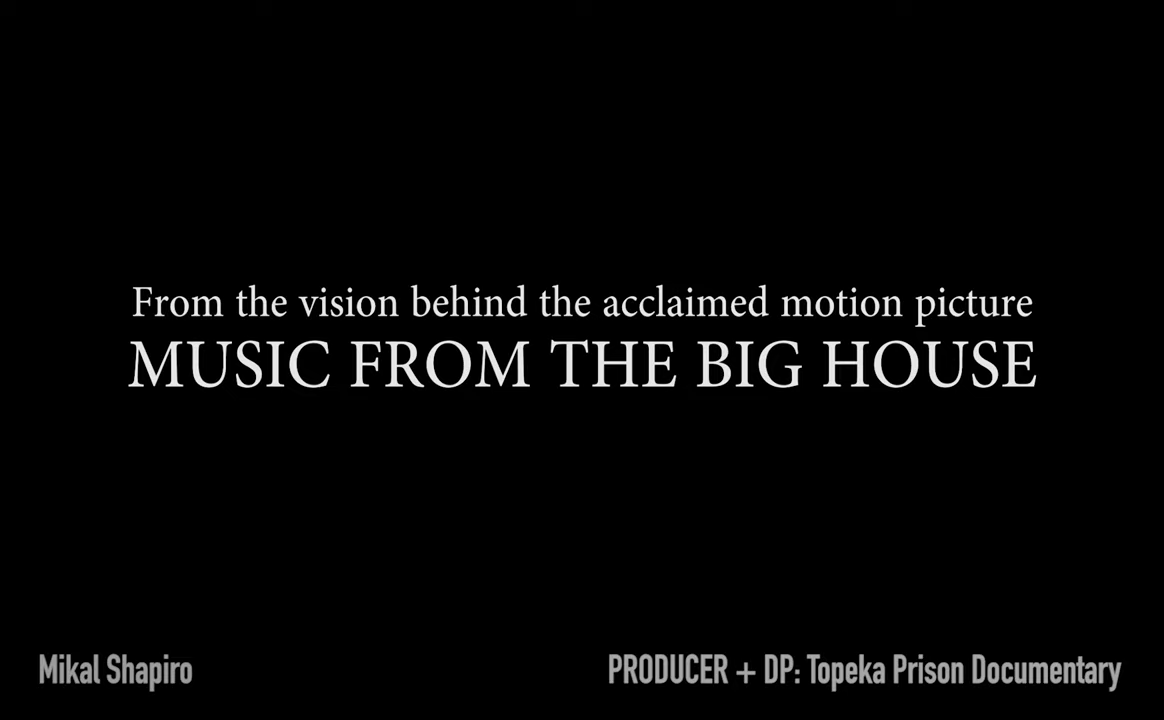 From the vision behind the acclaimed motion picture
MUSIC FROM THE BIG HOUSE
Mikal Shapiro
PRODUCER + DP: Topeka Prison Documentary